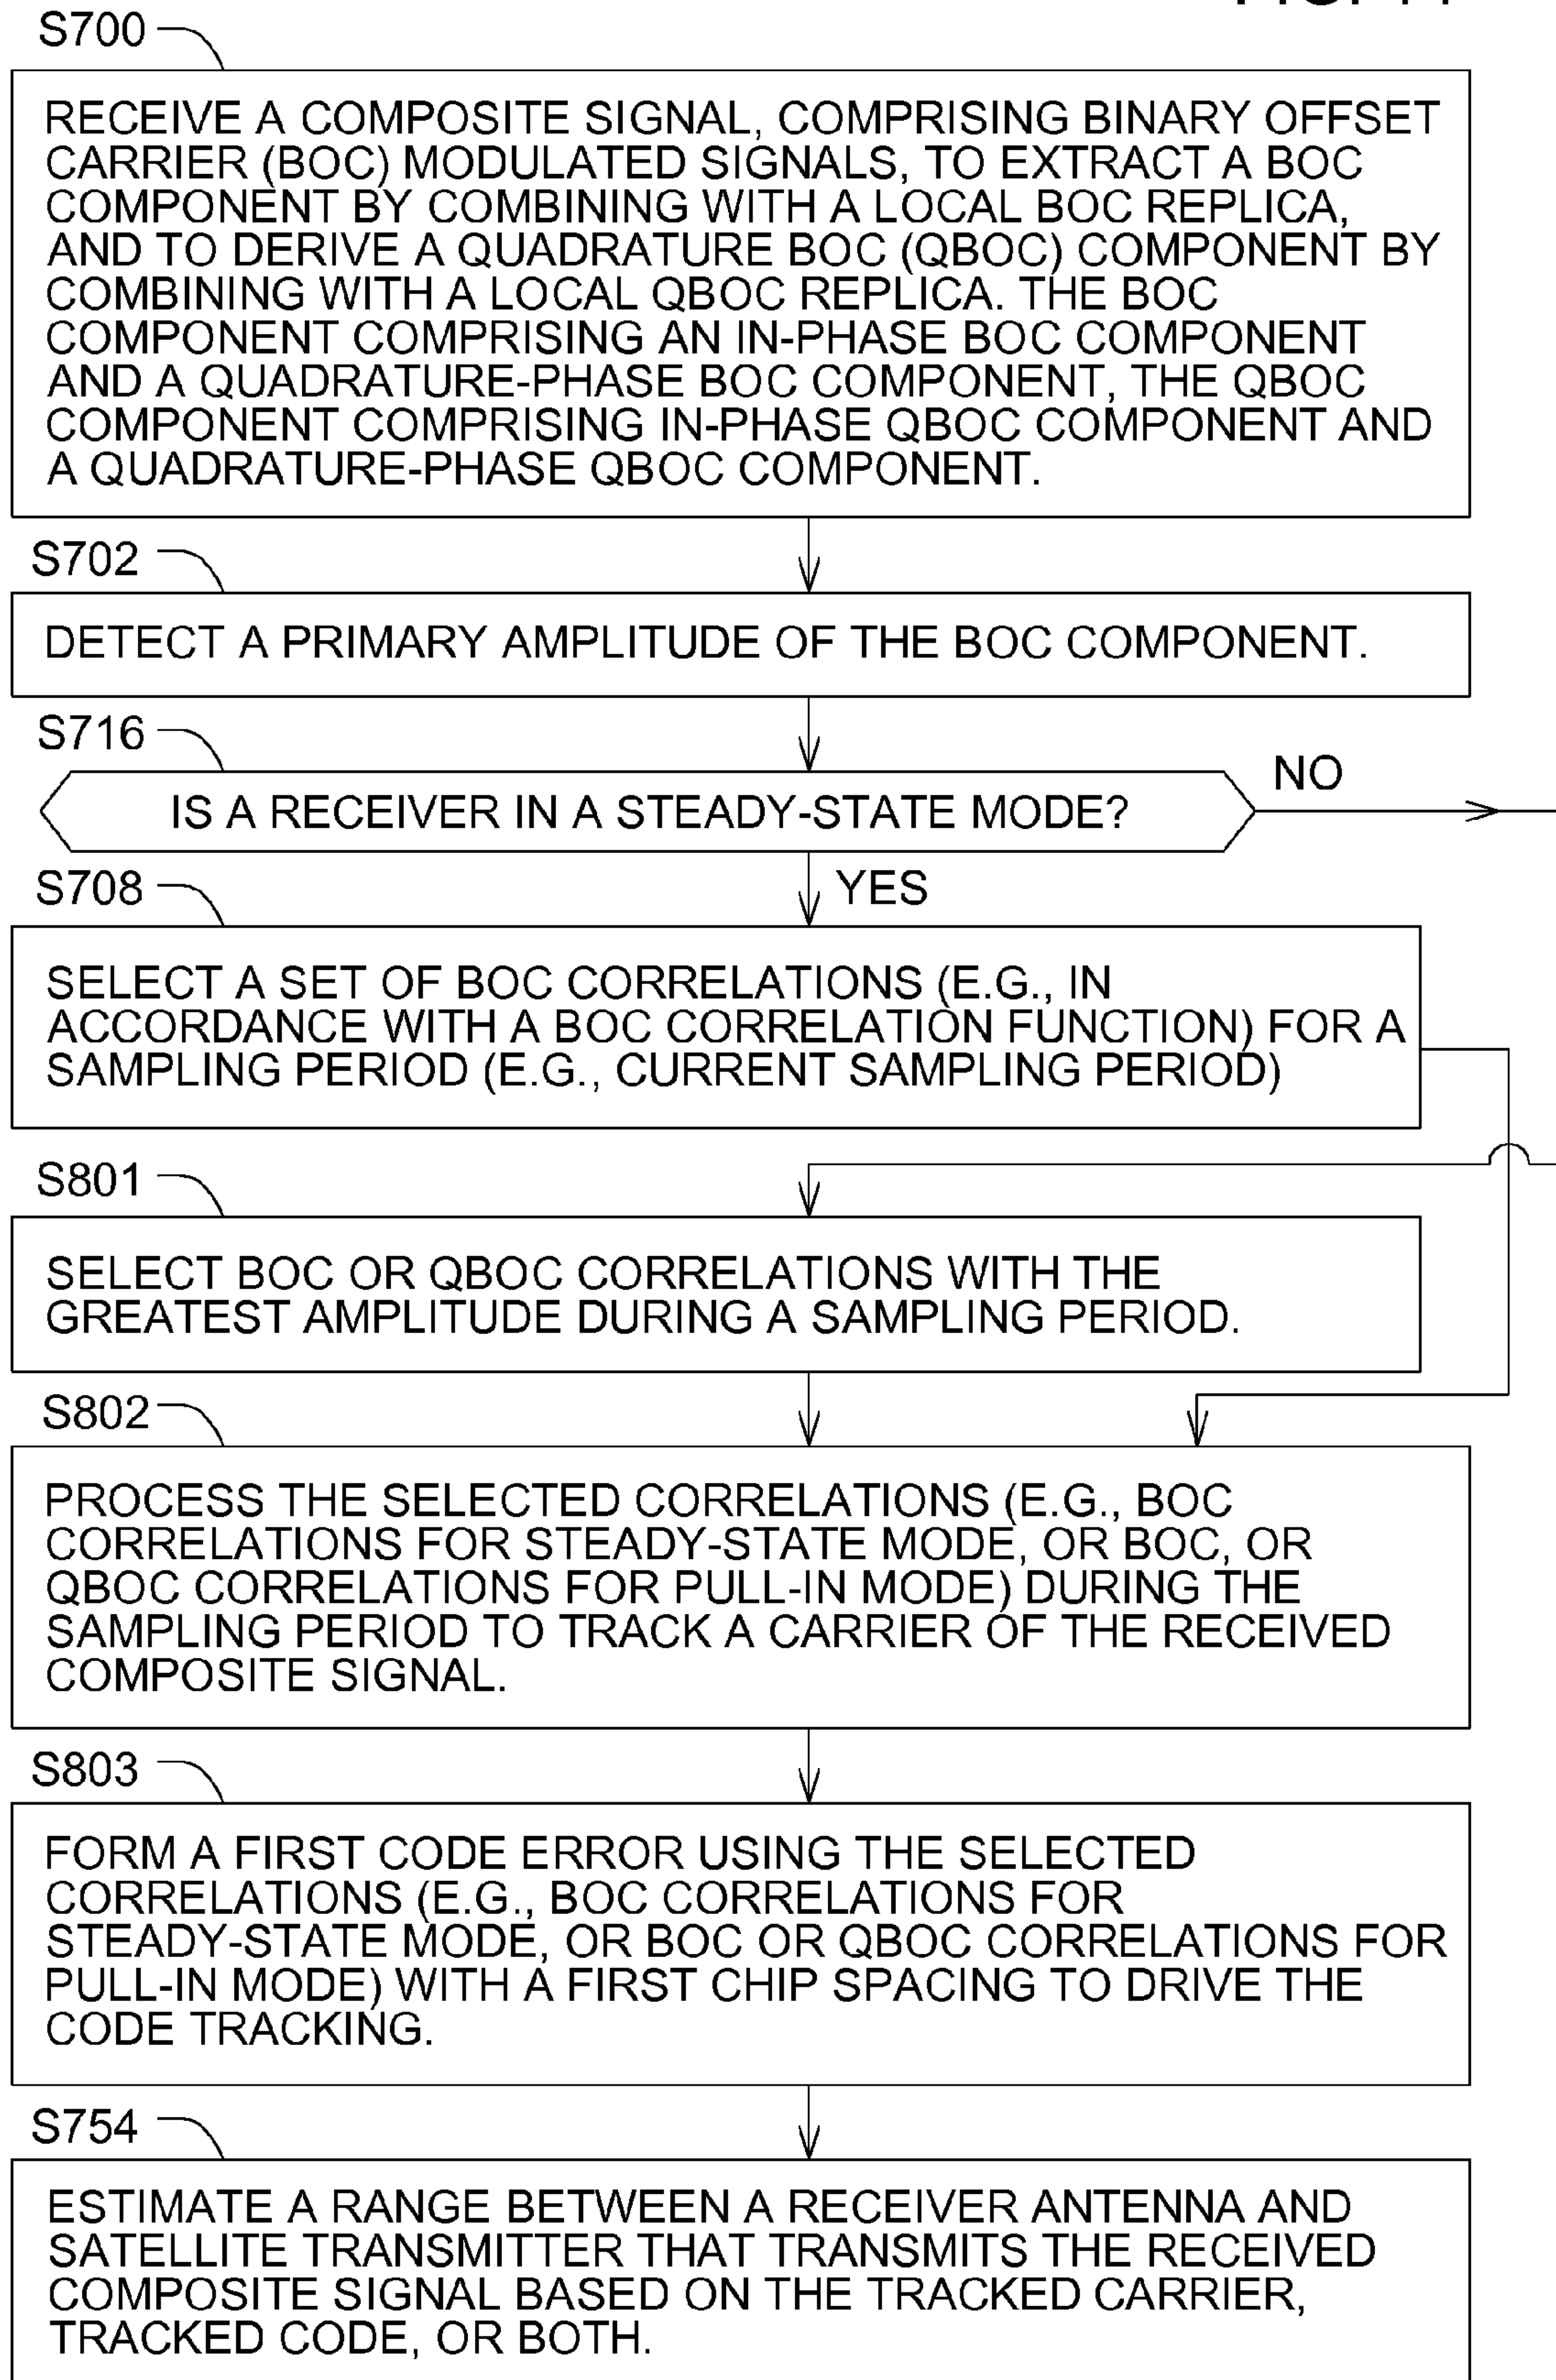 S700
RECEIVE A COMPOSITE SIGNAL, COMPRISING BINARY OFFSET
CARRIER (BOC) MODULATED SIGNALS, TO EXTRACT A BOC
COMPONENT BY COMBINING WITH A LOCAL BOC REPLICA,
AND TO DERIVE A QUADRATURE BOC (QBOC) COMPONENT BY
COMBINING WITH A LOCAL QBOC REPLICA. THE BOC
COMPONENT COMPRISING AN IN-PHASE BOC COMPONENT
AND A QUADRATURE-PHASE BOC COMPONENT, THE QBOC
COMPONENT COMPRISING IN-PHASE QBOC COMPONENT AND
A QUADRATURE-PHASE QBOC COMPONENT.
S702
DETECT A PRIMARY AMPLITUDE OF THE BOC COMPONENT.
S716
IS A RECEIVER IN A STEADY-STATE MODE?
NO
YES
S708
SELECT A SET OF BOC CORRELATIONS (E.G., IN
ACCORDANCE WITH A BOC CORRELATION FUNCTION) FOR A
SAMPLING PERIOD (E.G., CURRENT SAMPLING PERIOD)
S801
SELECT BOC OR QBOC CORRELATIONS WITH THE
GREATEST AMPLITUDE DURING A SAMPLING PERIOD.
S802
PROCESS THE SELECTED CORRELATIONS (E.G., BOC
CORRELATIONS FOR STEADY-STATE MODE, OR BOC, OR
QBOC CORRELATIONS FOR PULL-IN MODE) DURING THE
SAMPLING PERIOD TO TRACK A CARRIER OF THE RECEIVED
COMPOSITE SIGNAL.
S803
FORM A FIRST CODE ERROR USING THE SELECTED
CORRELATIONS (E.G., BOC CORRELATIONS FOR
STEADY-STATE MODE, OR BOC OR QBOC CORRELATIONS FOR
PULL-IN MODE) WITH A FIRST CHIP SPACING TO DRIVE THE
CODE TRACKING.
S754
ESTIMATE A RANGE BETWEEN A RECEIVER ANTENNA AND
SATELLITE TRANSMITTER THAT TRANSMITS THE RECEIVED
COMPOSITE SIGNAL BASED ON THE TRACKED CARRIER,
TRACKED CODE, OR BOTH.